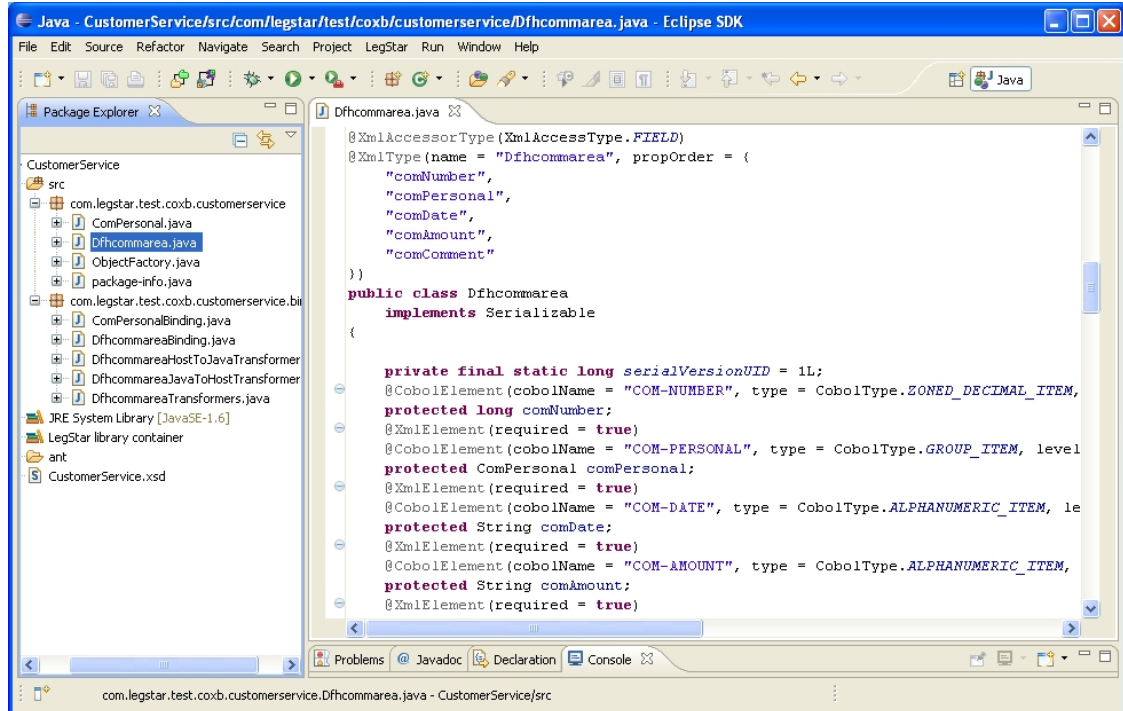 Java - CustomerService/src/com/legstar/test/coxb/customerservice/Dfhcommarea.java - Eclipse SDK
File Edit Source Refactor Navigate Search Project LegStar Run Window Help
Java
Package Explorer
Dfhcommarea.java
CustomerService
src
com.legstar.test.coxb.customerservice
ComPersonal.java
Dfhcommarea.java
ObjectFactory.java
package-info.java
com.legstar.test.coxb.customerservice.bin
ComPersonalBinding.java
DfhcommareaBinding.java
DfhcommareaHostToJavaTransformer
DfhcommareaJavaToHostTransformer
DfhcommareaTransformers.java
JRE System Library [JavaSE-1.6]
LegStar library container
ant
CustomerService.xsd
@XmlAccessorType(XmlAccessType.FIELD)
@XmlType(name = "Dfhcommarea", propOrder = {
"comNumber",
"comPersonal",
"comDate",
"comAmount",
"comComment"
})
public class Dfhcommarea
implements Serializable
{
private final static long serialVersionUID = 1L;
@CobolElement(cobolName = "COM-NUMBER", type = CobolType.ZONED_DECIMAL_ITEM,
protected long comNumber;
@XmlElement(required = true)
@CobolElement(cobolName = "COM-PERSONAL", type = CobolType.GROUP_ITEM, level
protected ComPersonal comPersonal;
@XmlElement(required = true)
@CobolElement(cobolName = "COM-DATE", type = CobolType.ALPHANUMERIC_ITEM, le
protected String comDate;
@XmlElement(required = true)
@CobolElement(cobolName = "COM-AMOUNT", type = CobolType.ALPHANUMERIC_ITEM,
protected String comAmount;
@XmlElement(required = true)
Problems @ Javadoc Declaration Console
com.legstar.test.coxb.customerservice.Dfhcommarea.java - CustomerService/src